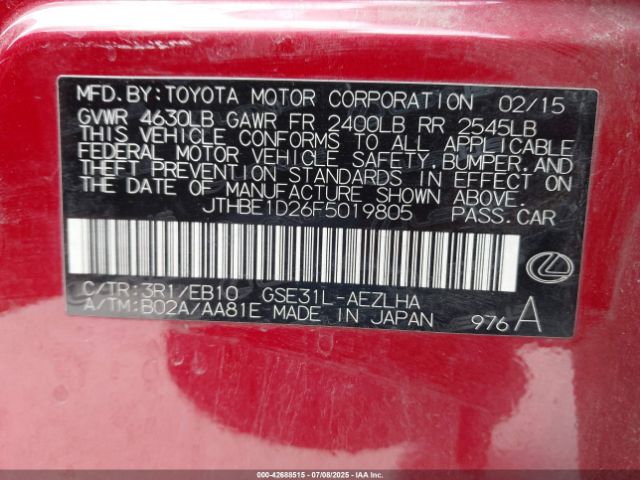 MFD.BY:TOYOTA MOTOR CORPORATION 02/15
GVWR 4630LB GAWR FR 2400LB RR 2545LB
THIS VEHICLE CONFORMS TO ALL APPLICABLE
FEDERAL MOTOR VEHICLE SAFETY, BUMPER, AND
THEFT PREVENTION STANDARDS IN EFFECT ON
THE DATE OF MANUFACTURE SHOWN ABOVE.
JTHBE1D26F5019805 PASS.CAR
C/TR:3R1/EB10 GSE31L-AEZLHA
A/TM:B02A/AA81E MADE IN JAPAN 976A
000-42688515 - 07/08/2025 - IAAI.COM